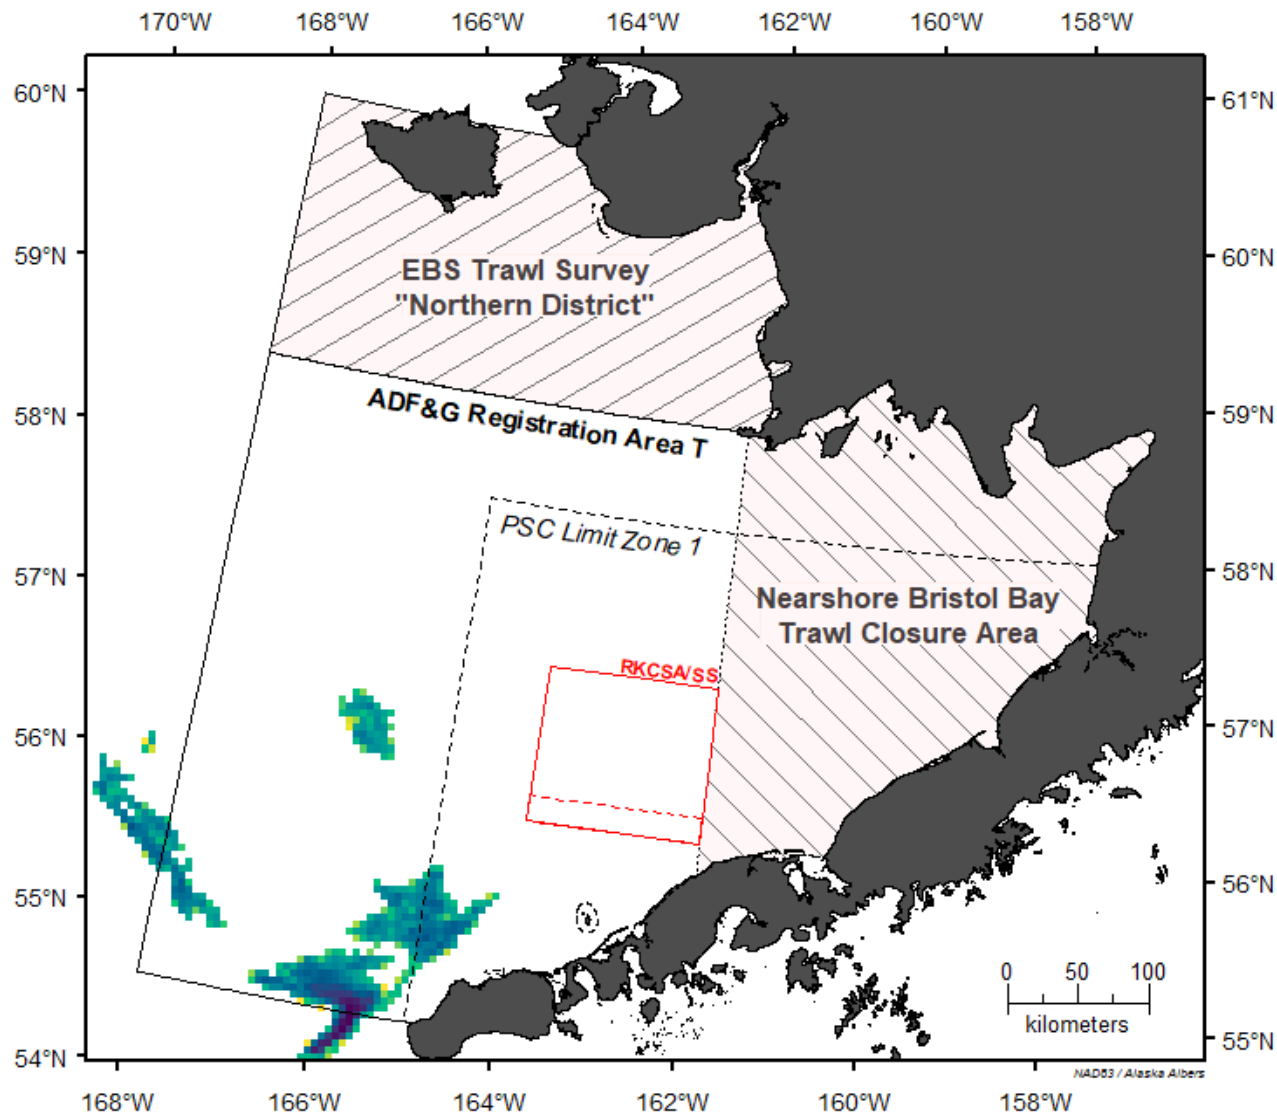 170°W 168°W 166°W 164°W 162°W 160°W 158°W
60°N 61°N
59°N 60°N
EBS Trawl Survey
"Northern District"
58°N 59°N
ADF&G Registration Area T
PSC Limit Zone 1
57°N 58°N
Nearshore Bristol Bay
Trawl Closure Area
RKCSA/SS
56°N 57°N
55°N 56°N
0 50 100
kilometers
54°N 55°N
NAD83 / Alaska Albers
168°W 166°W 164°W 162°W 160°W 158°W